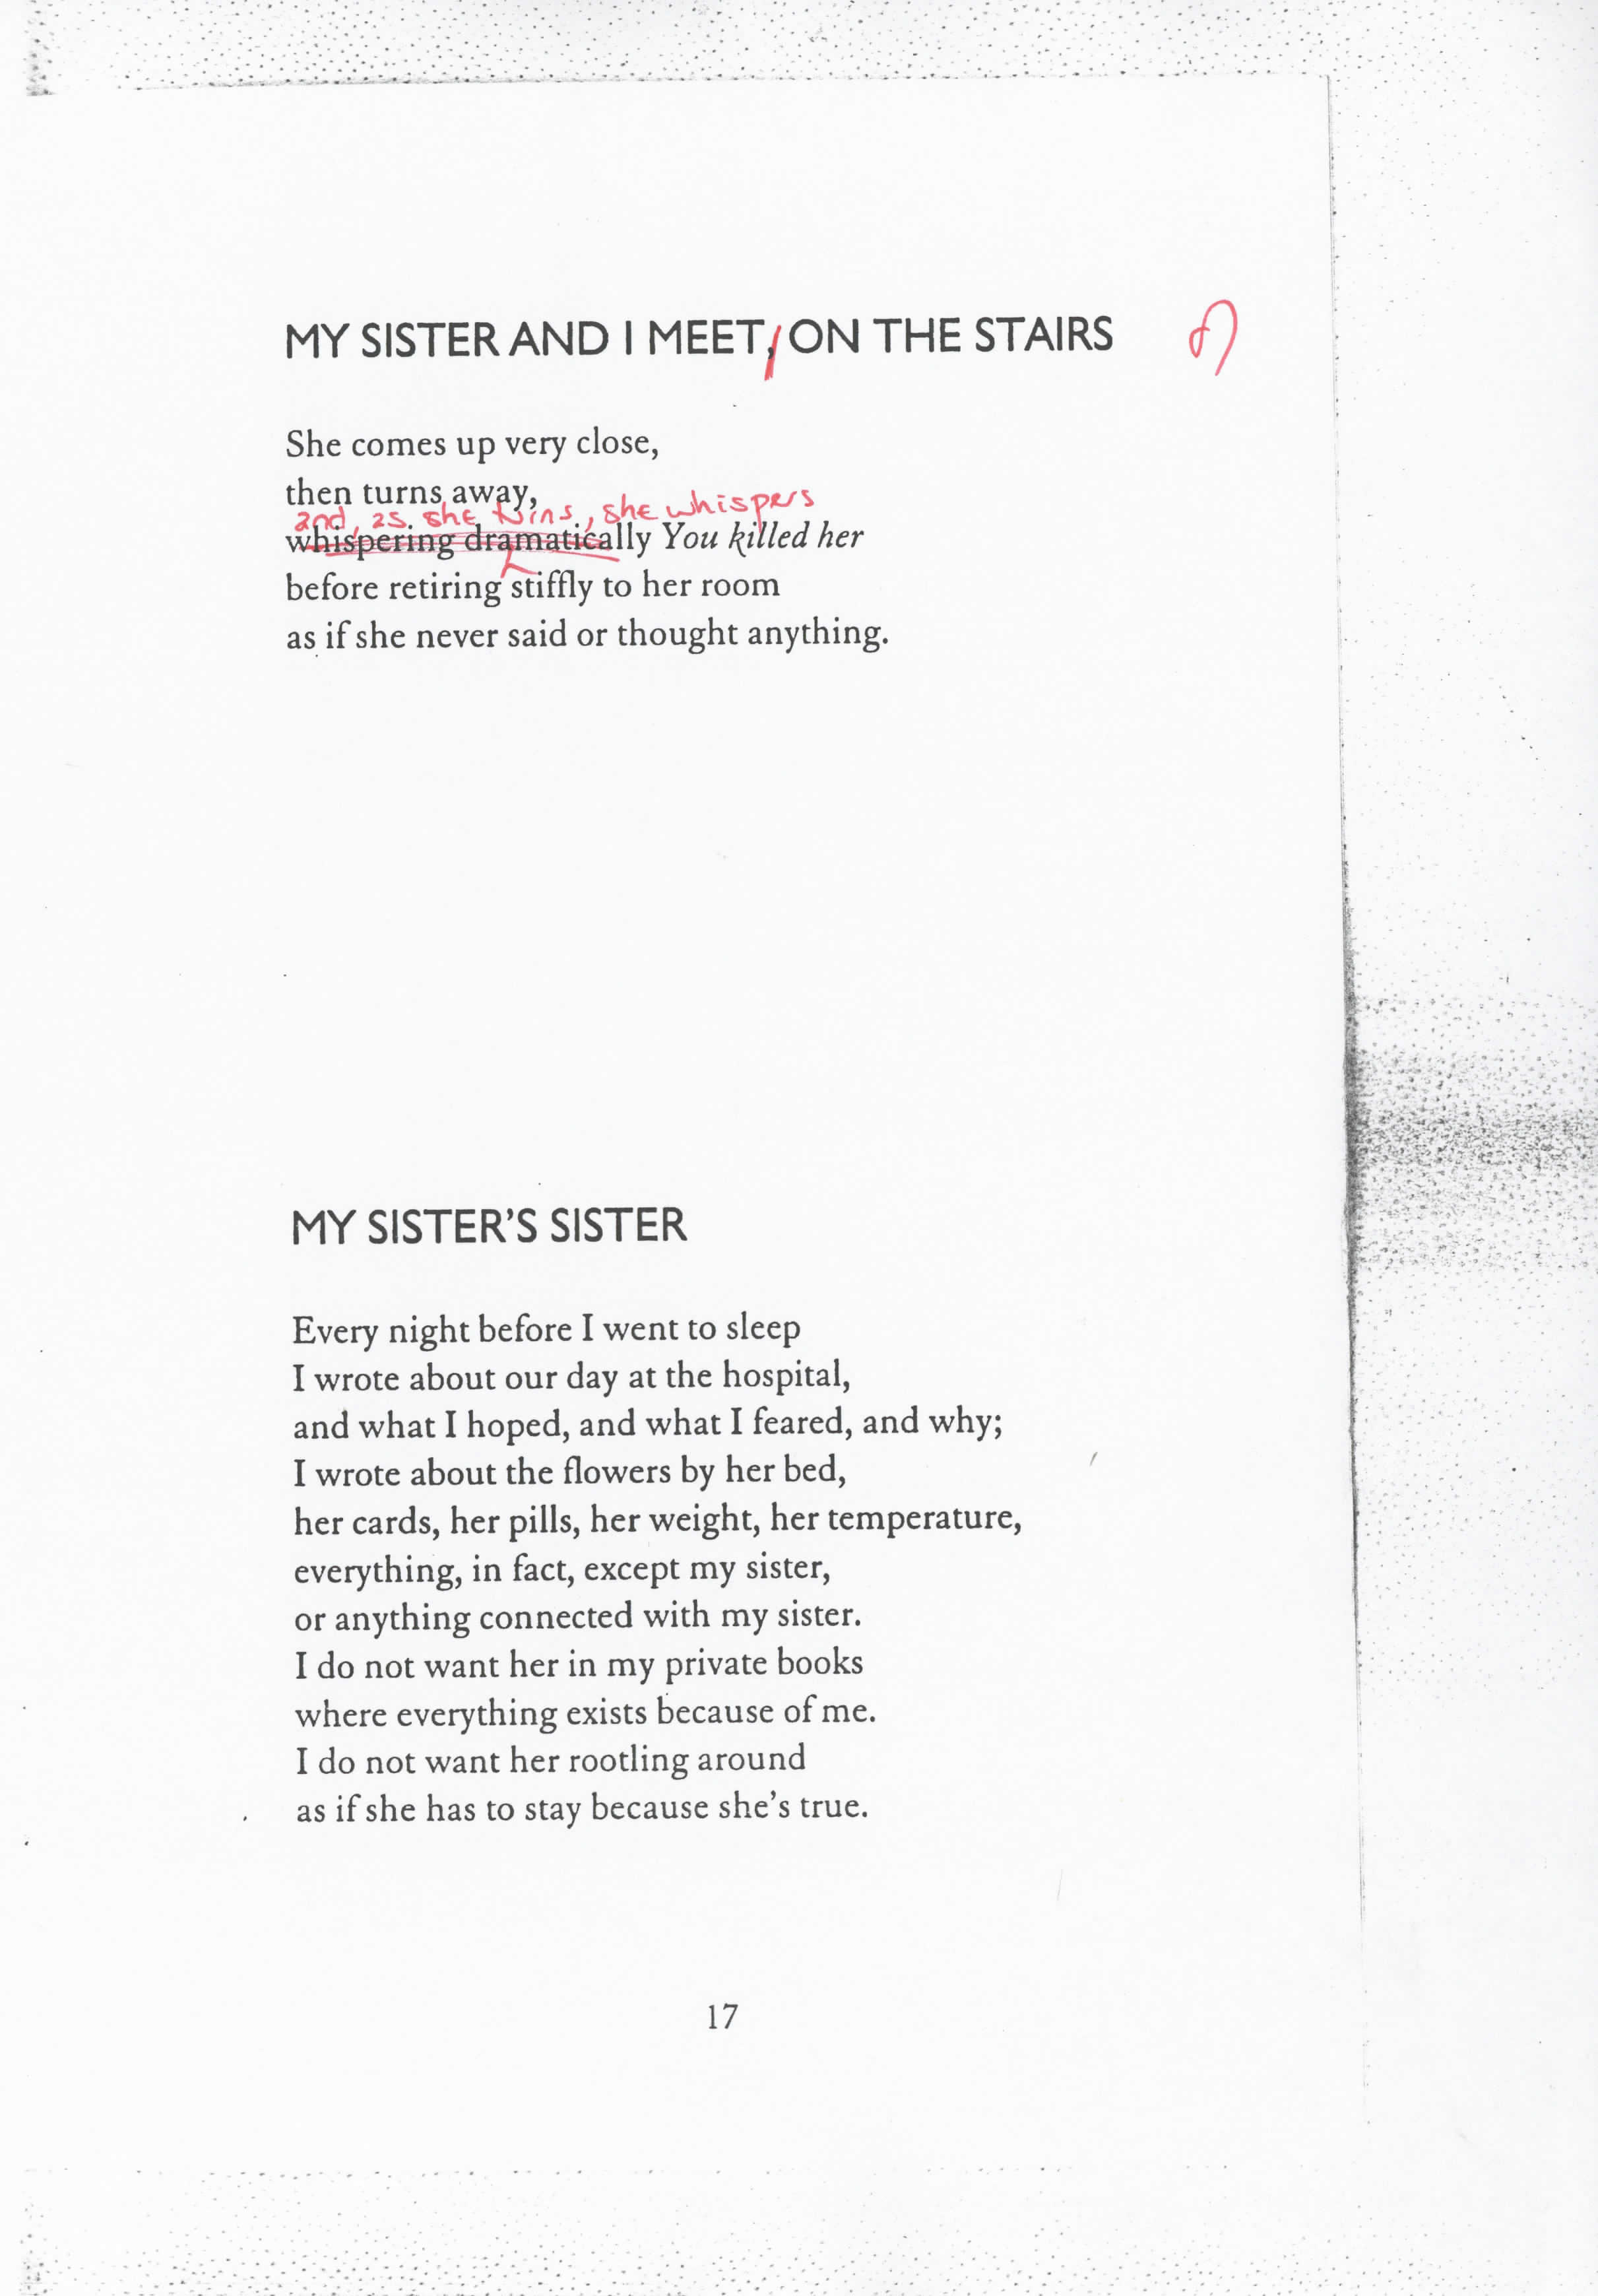 MY SISTER AND I MEET, ON THE STAIRS
She comes up very close,
then turns away,
and, as she turns, she whispers
whispering dramatically You killed her
before retiring stiffly to her room
as if she never said or thought anything.
MY SISTER'S SISTER
Every night before I went to sleep
I wrote about our day at the hospital,
and what I hoped, and what I feared, and why;
I wrote about the flowers by her bed,
her cards, her pills, her weight, her temperature,
everything, in fact, except my sister,
or anything connected with my sister.
I do not want her in my private books
where everything exists because of me.
I do not want her rootling around
as if she has to stay because she's true.
17